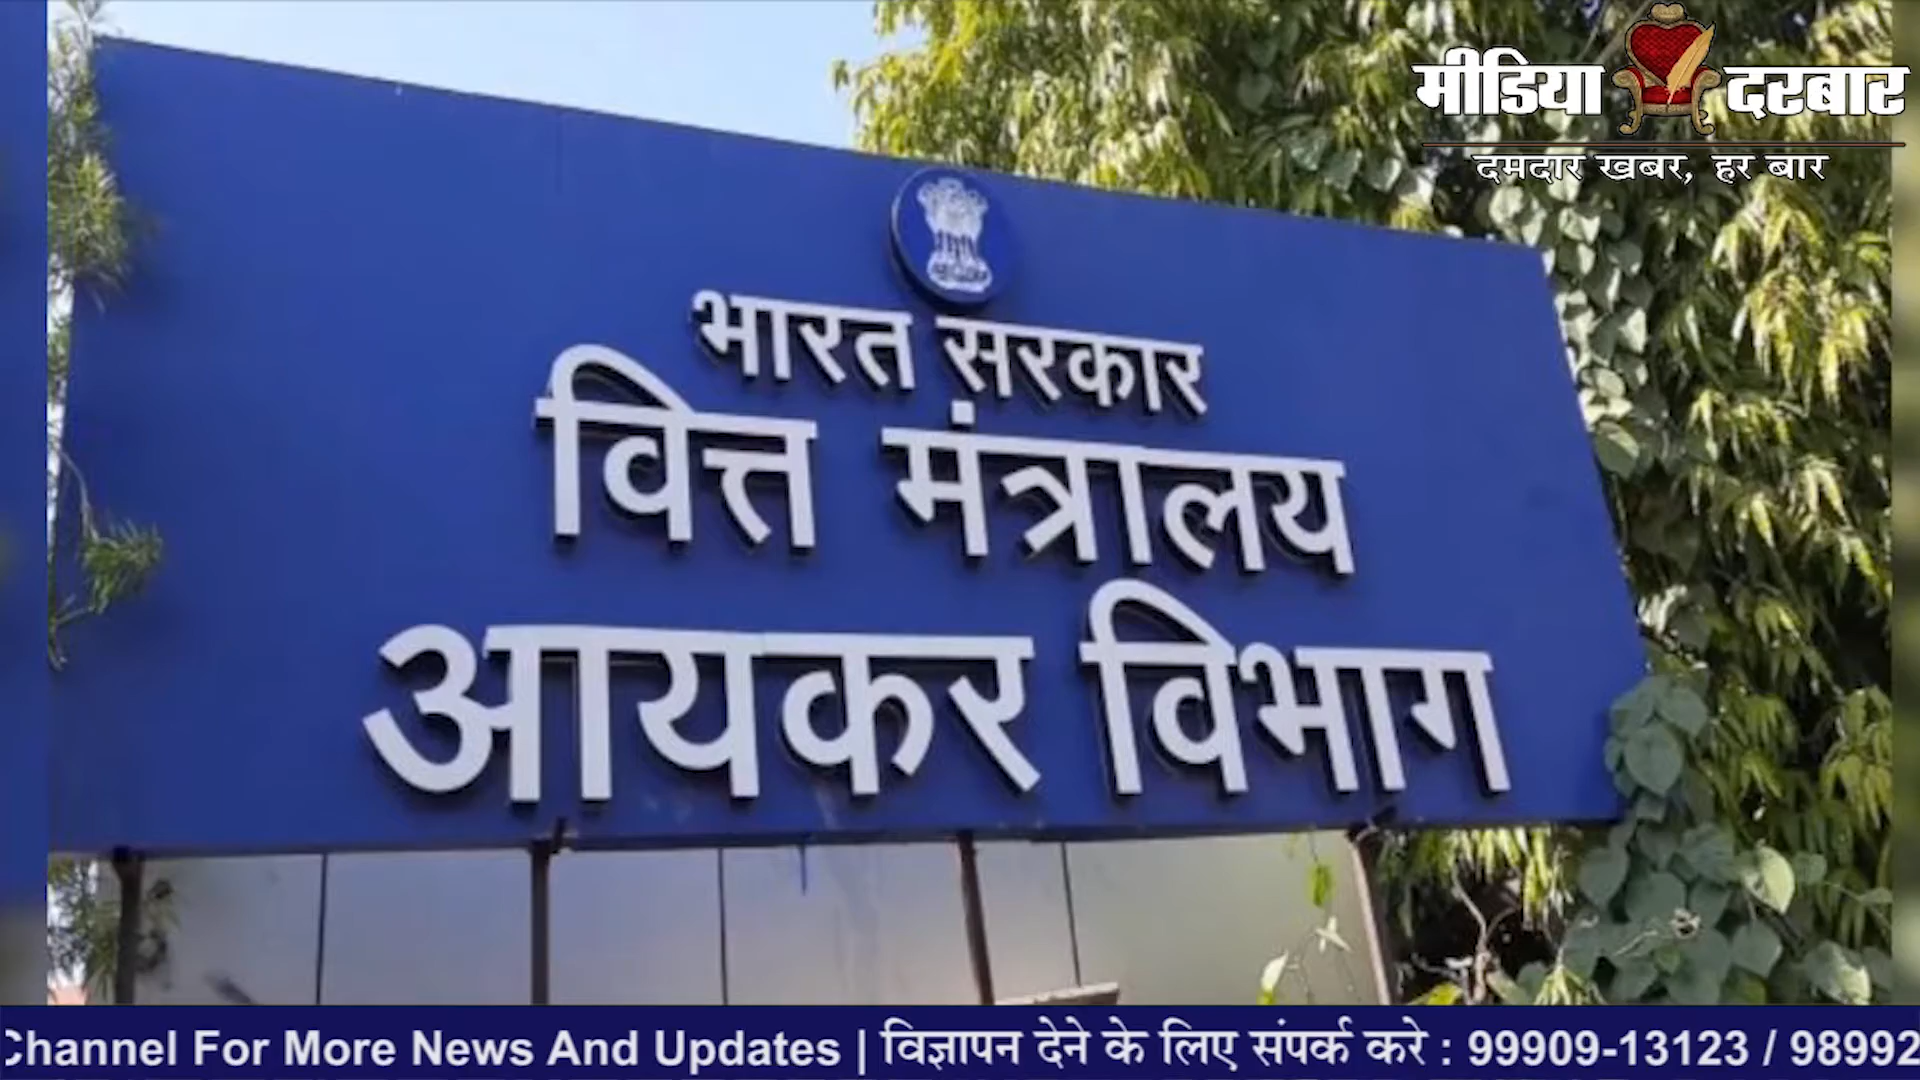 मीडिया दरबार
दमदार खबर, हर बार
भारत सरकार
वित्त मंत्रालय
आयकर विभाग
Channel For More News And Updates | विज्ञापन देने के लिए संपर्क करे : 99909-13123 / 98992